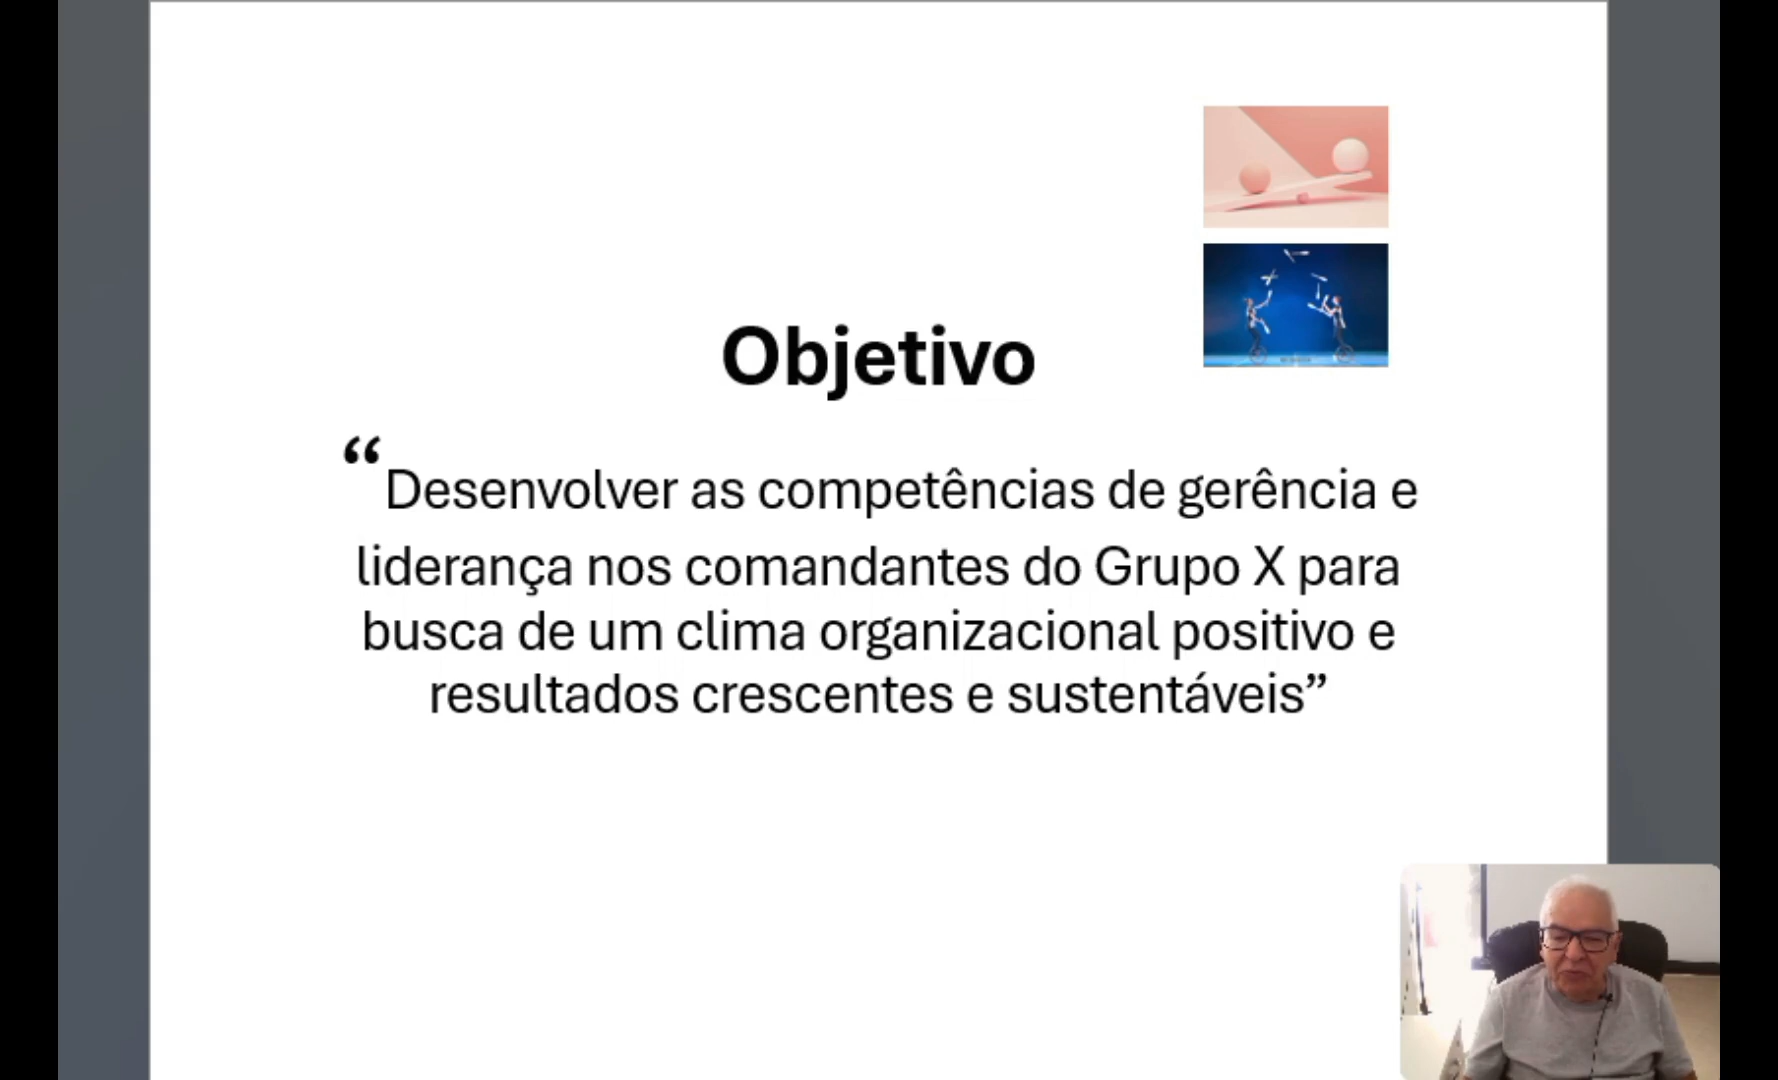 Objetivo
“Desenvolver as competências de gerência e
liderança nos comandantes do Grupo X para
busca de um clima organizacional positivo e
resultados crescentes e sustentáveis”